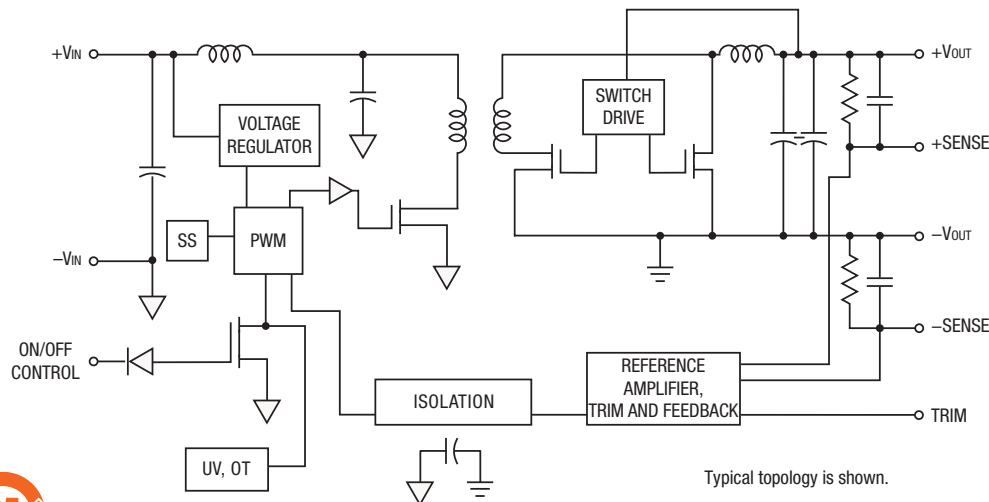 +VIN
VOLTAGE
REGULATOR
SWITCH
DRIVE
+VOUT
+SENSE
SS
PWM
−VIN
−VOUT
−SENSE
ON/OFF
CONTROL
REFERENCE
AMPLIFIER,
TRIM AND FEEDBACK
ISOLATION
TRIM
UV, OT
Typical topology is shown.